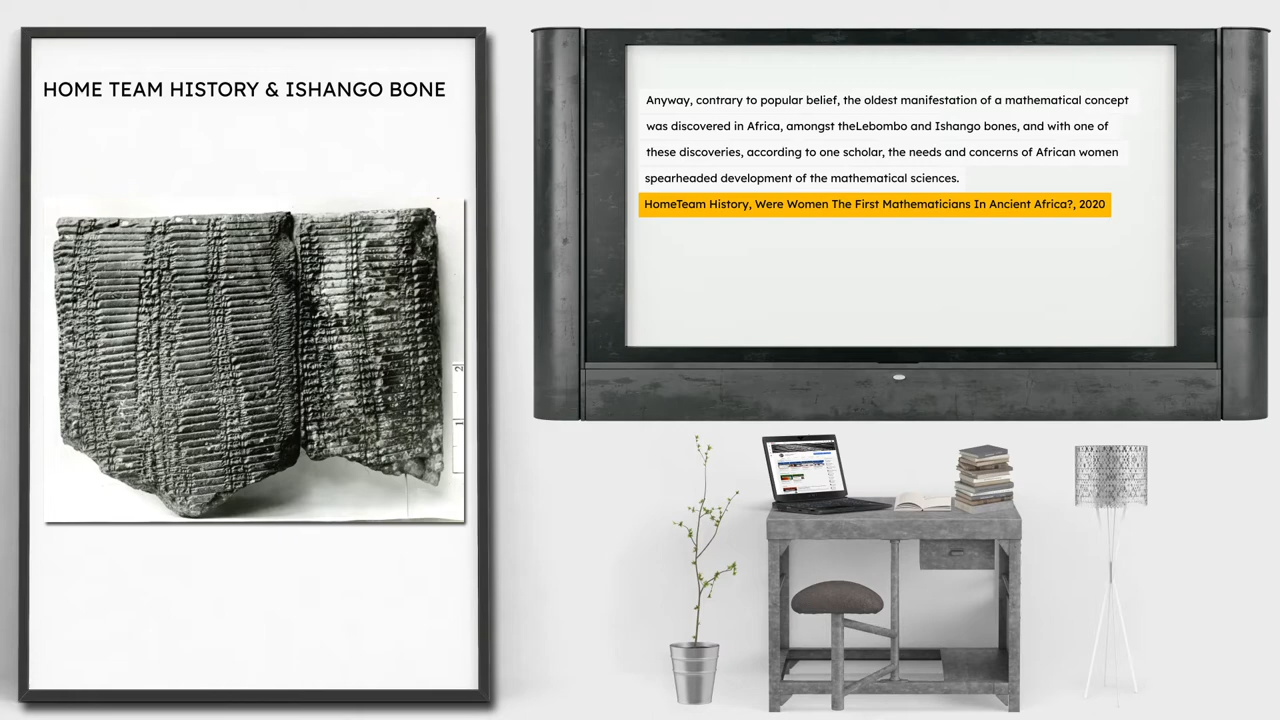 HOME TEAM HISTORY & ISHANGO BONE
Anyway, contrary to popular belief, the oldest manifestation of a mathematical concept
was discovered in Africa, amongst theLebombo and Ishango bones, and with one of
these discoveries, according to one scholar, the needs and concerns of African women
spearheaded development of the mathematical sciences.
HomeTeam History, Were Women The First Mathematicians In Ancient Africa?, 2020
2
1